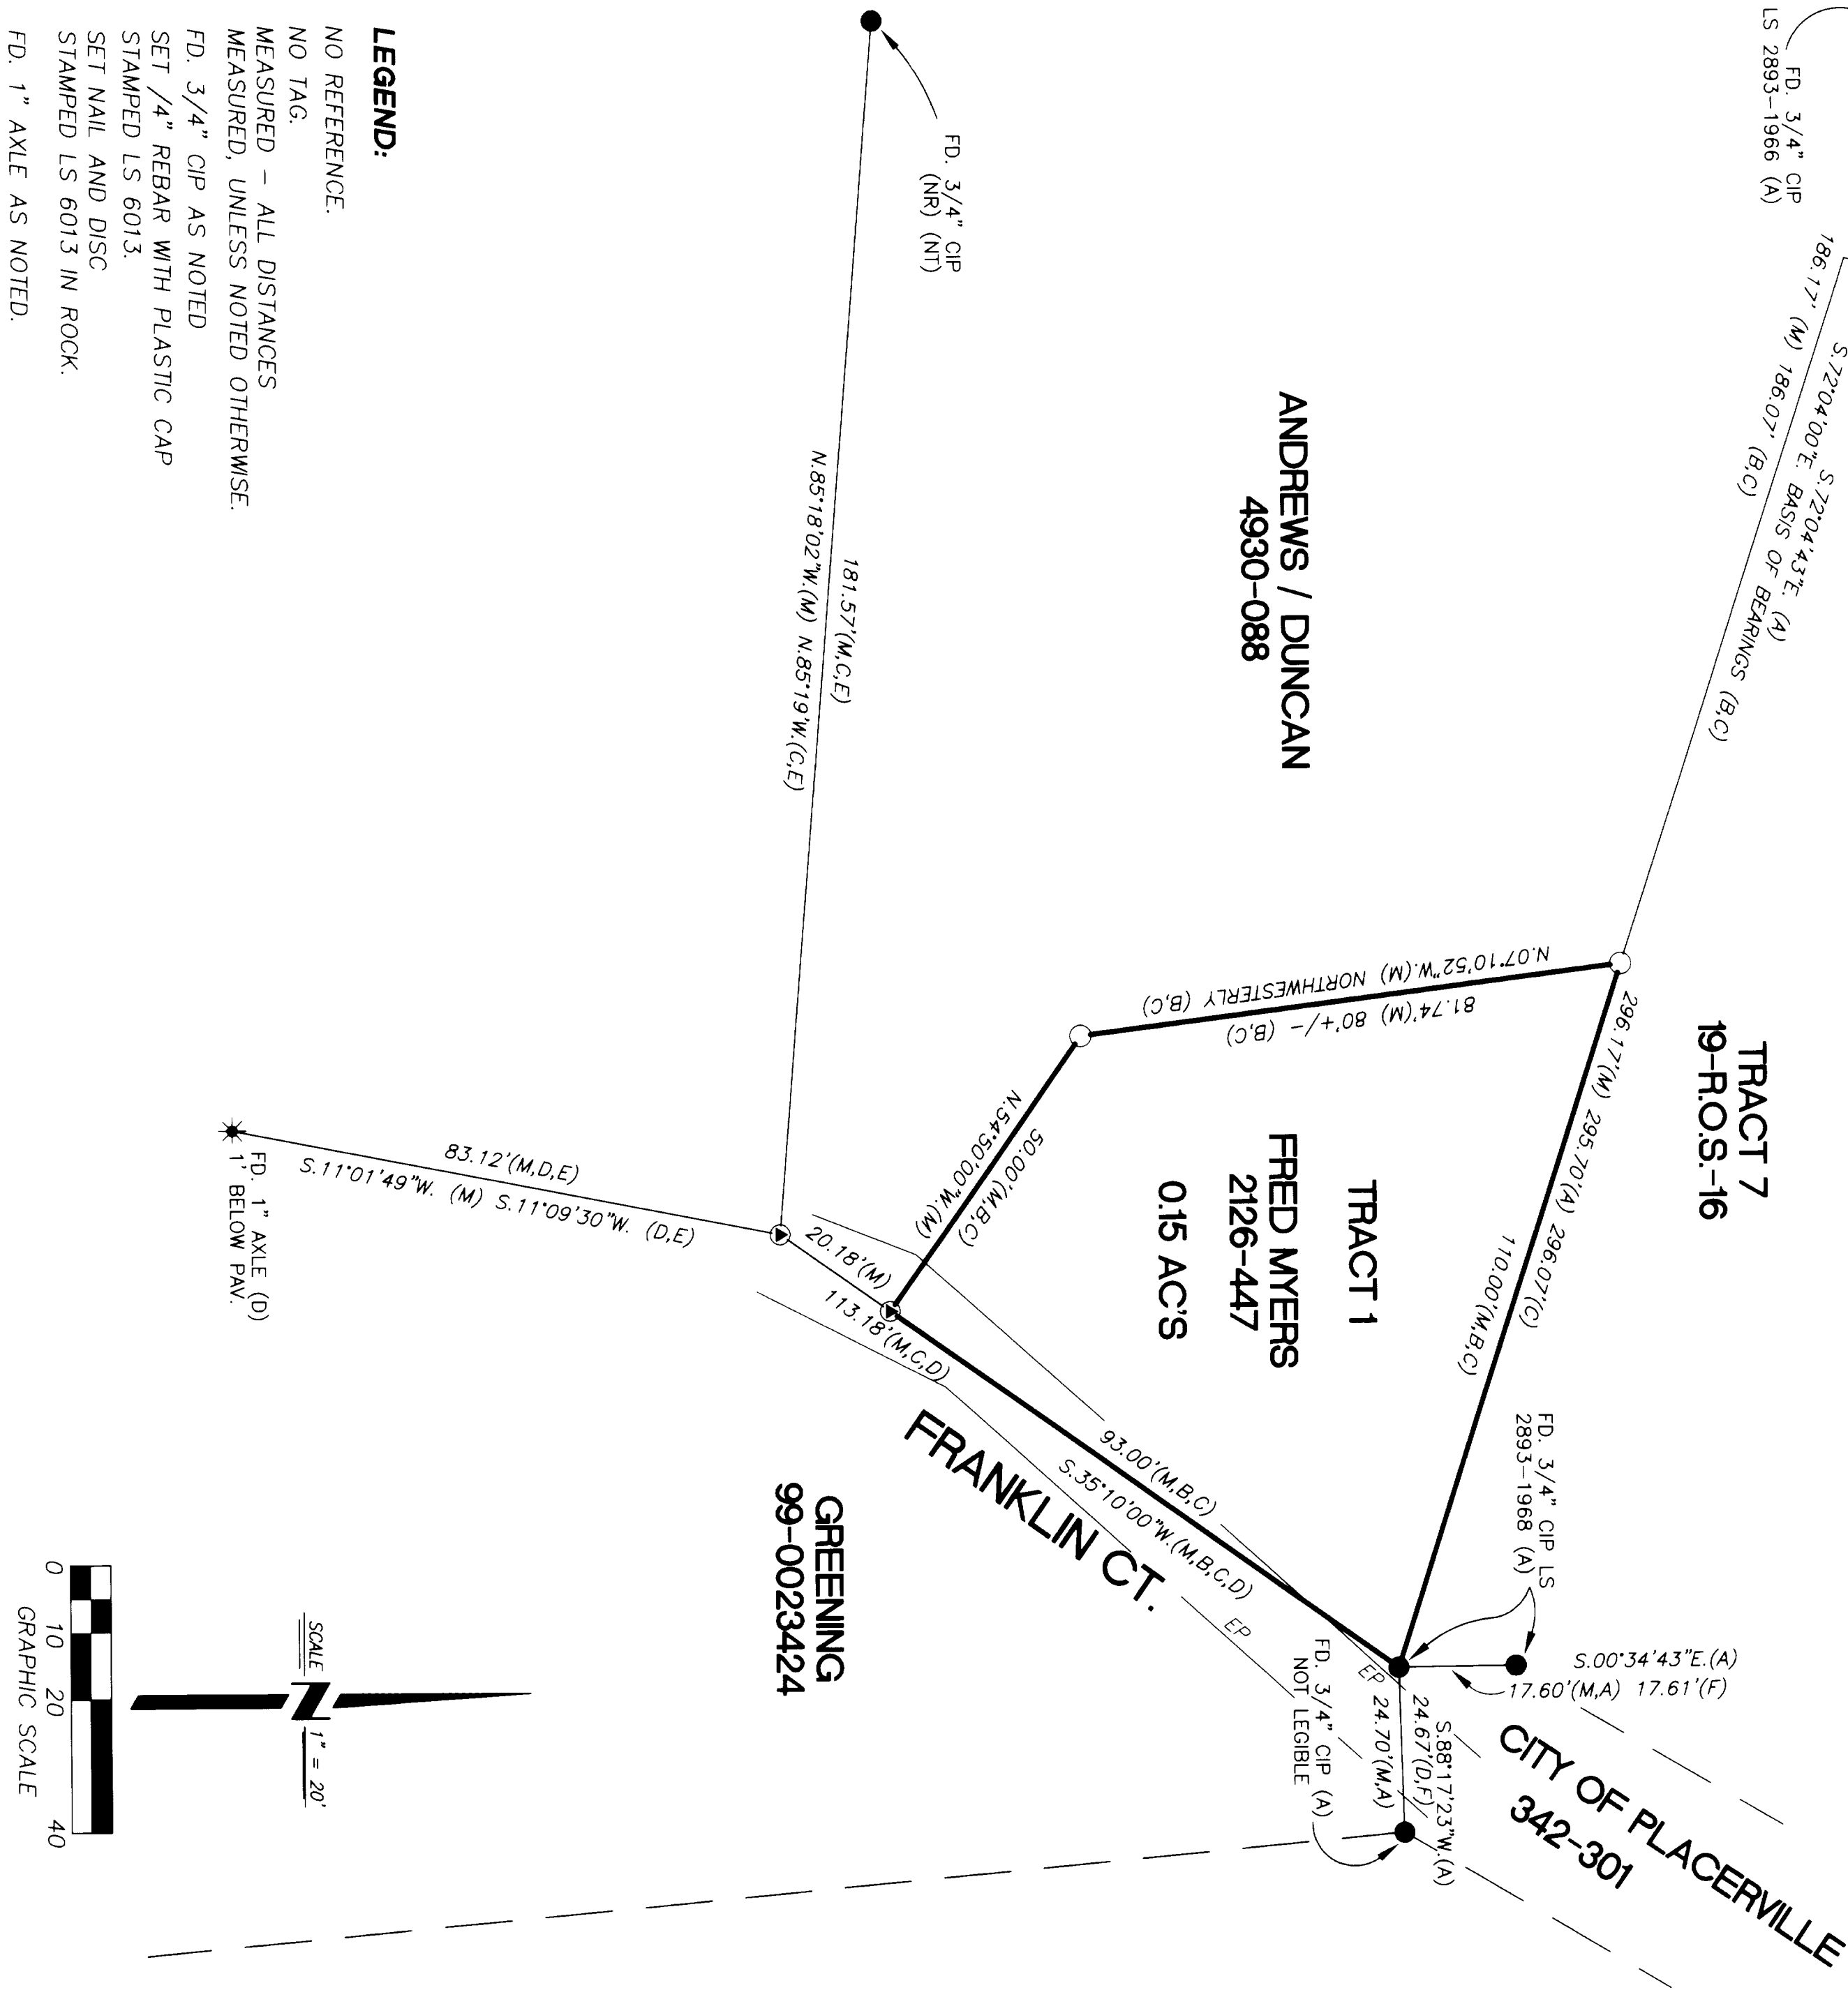 FD. 3/4" CIP
LS 2893-1966 (A)
S.72°04'43"E. (A)
S.72°04'00"E. BASIS OF BEARINGS (B,C)
186.17' (M) 186.07' (B,C)
TRACT 7
19-R.O.S.-16
296.17'(M) 295.70'(A) 296.07'(C)
110.00'(M,B,C)
FD. 3/4" CIP LS
2893-1968 (A)
S.00°34'43"E.(A)
17.60'(M,A) 17.61'(F)
CITY OF PLACERVILLE
342-301
S.88°17'23"W.(A)
24.67'(D,F)
24.70'(M,A)
FD. 3/4" CIP (A)
NOT LEGIBLE
EP
EP
ANDREWS / DUNCAN
4930-088
N.07°10'52"W.(M) NORTHWESTERLY (B,C)
81.74'(M) 80'+/- (B,C)
TRACT 1
FRED MYERS
2126-447
0.15 AC'S
50.00'(M,B,C)
N.54°50'00"W.(M)
93.00'(M,B,C)
S.35°10'00"W.(M,B,C,D)
FRANKLIN CT.
20.18'(M)
113.18'(M,C,D)
FD. 3/4" CIP
(NR) (NT)
181.57'(M,C,E)
N.85°18'02"W.(M) N.85°19'W.(C,E)
GREENING
99-0023424
83.12'(M,D,E)
S.11°01'49"W. (M) S.11°09'30"W. (D,E)
FD. 1" AXLE (D)
1' BELOW PAV.
LEGEND:
NO REFERENCE.
NO TAG.
MEASURED - ALL DISTANCES
MEASURED, UNLESS NOTED OTHERWISE.
FD. 3/4" CIP AS NOTED
SET /4" REBAR WITH PLASTIC CAP
STAMPED LS 6013.
SET NAIL AND DISC
STAMPED LS 6013 IN ROCK.
FD. 1" AXLE AS NOTED.
SCALE 1" = 20'
N
0 10 20 40
GRAPHIC SCALE